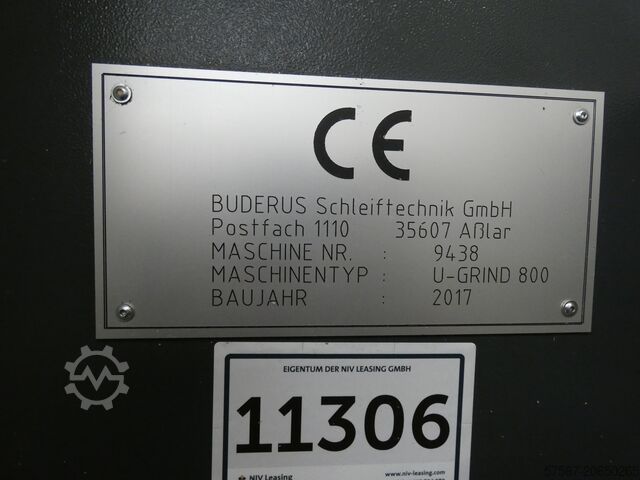 CE
BUDERUS Schleiftechnik GmbH
Postfach 1110 35607 Aßlar
MASCHINE NR. : 9438
MASCHINENTYP : U-GRIND 800
BAUJAHR : 2017
EIGENTUM DER NIV LEASING GMBH
11306
NIV Leasing www.niv-leasing.com